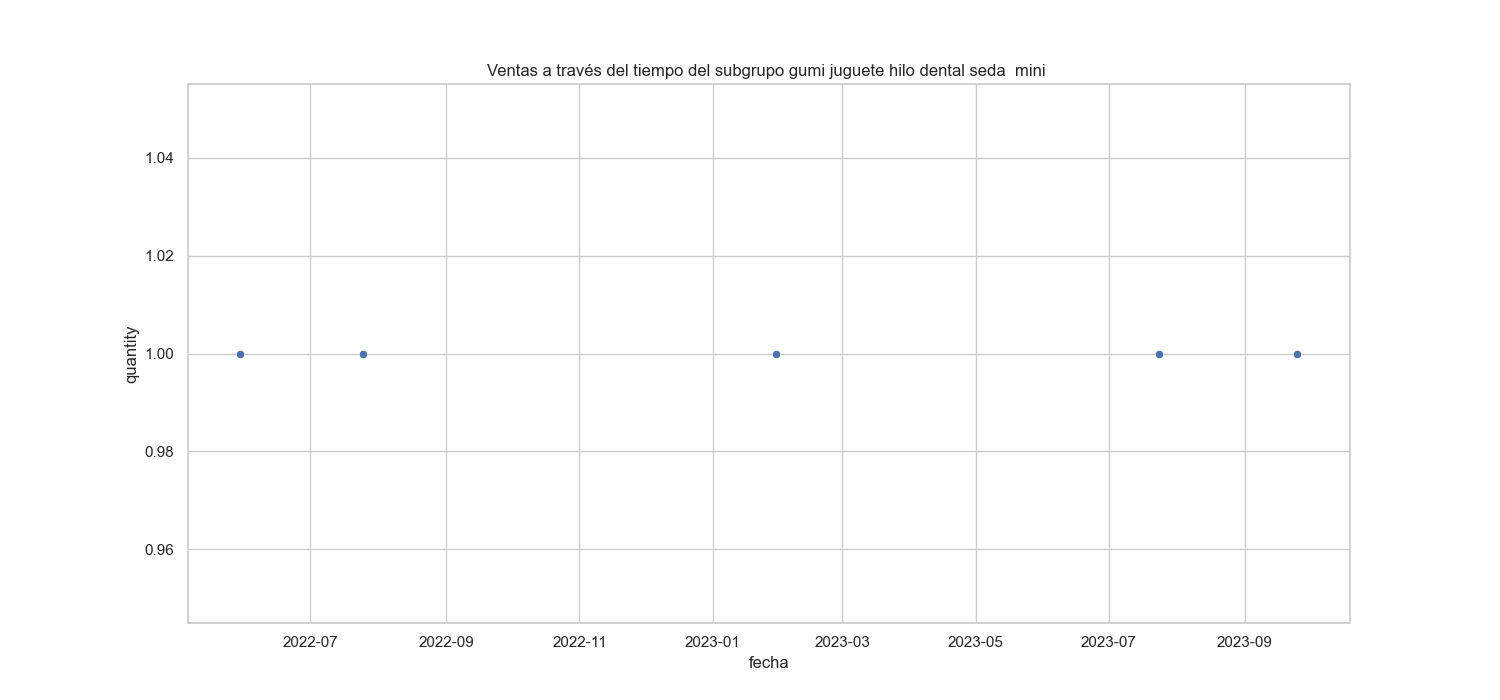 Ventas a través del tiempo del subgrupo gumi juguete hilo dental seda  mini
1.04
1.02
1.00
0.98
0.96
quantity
2022-07 2022-09 2022-11 2023-01 2023-03 2023-05 2023-07 2023-09
fecha